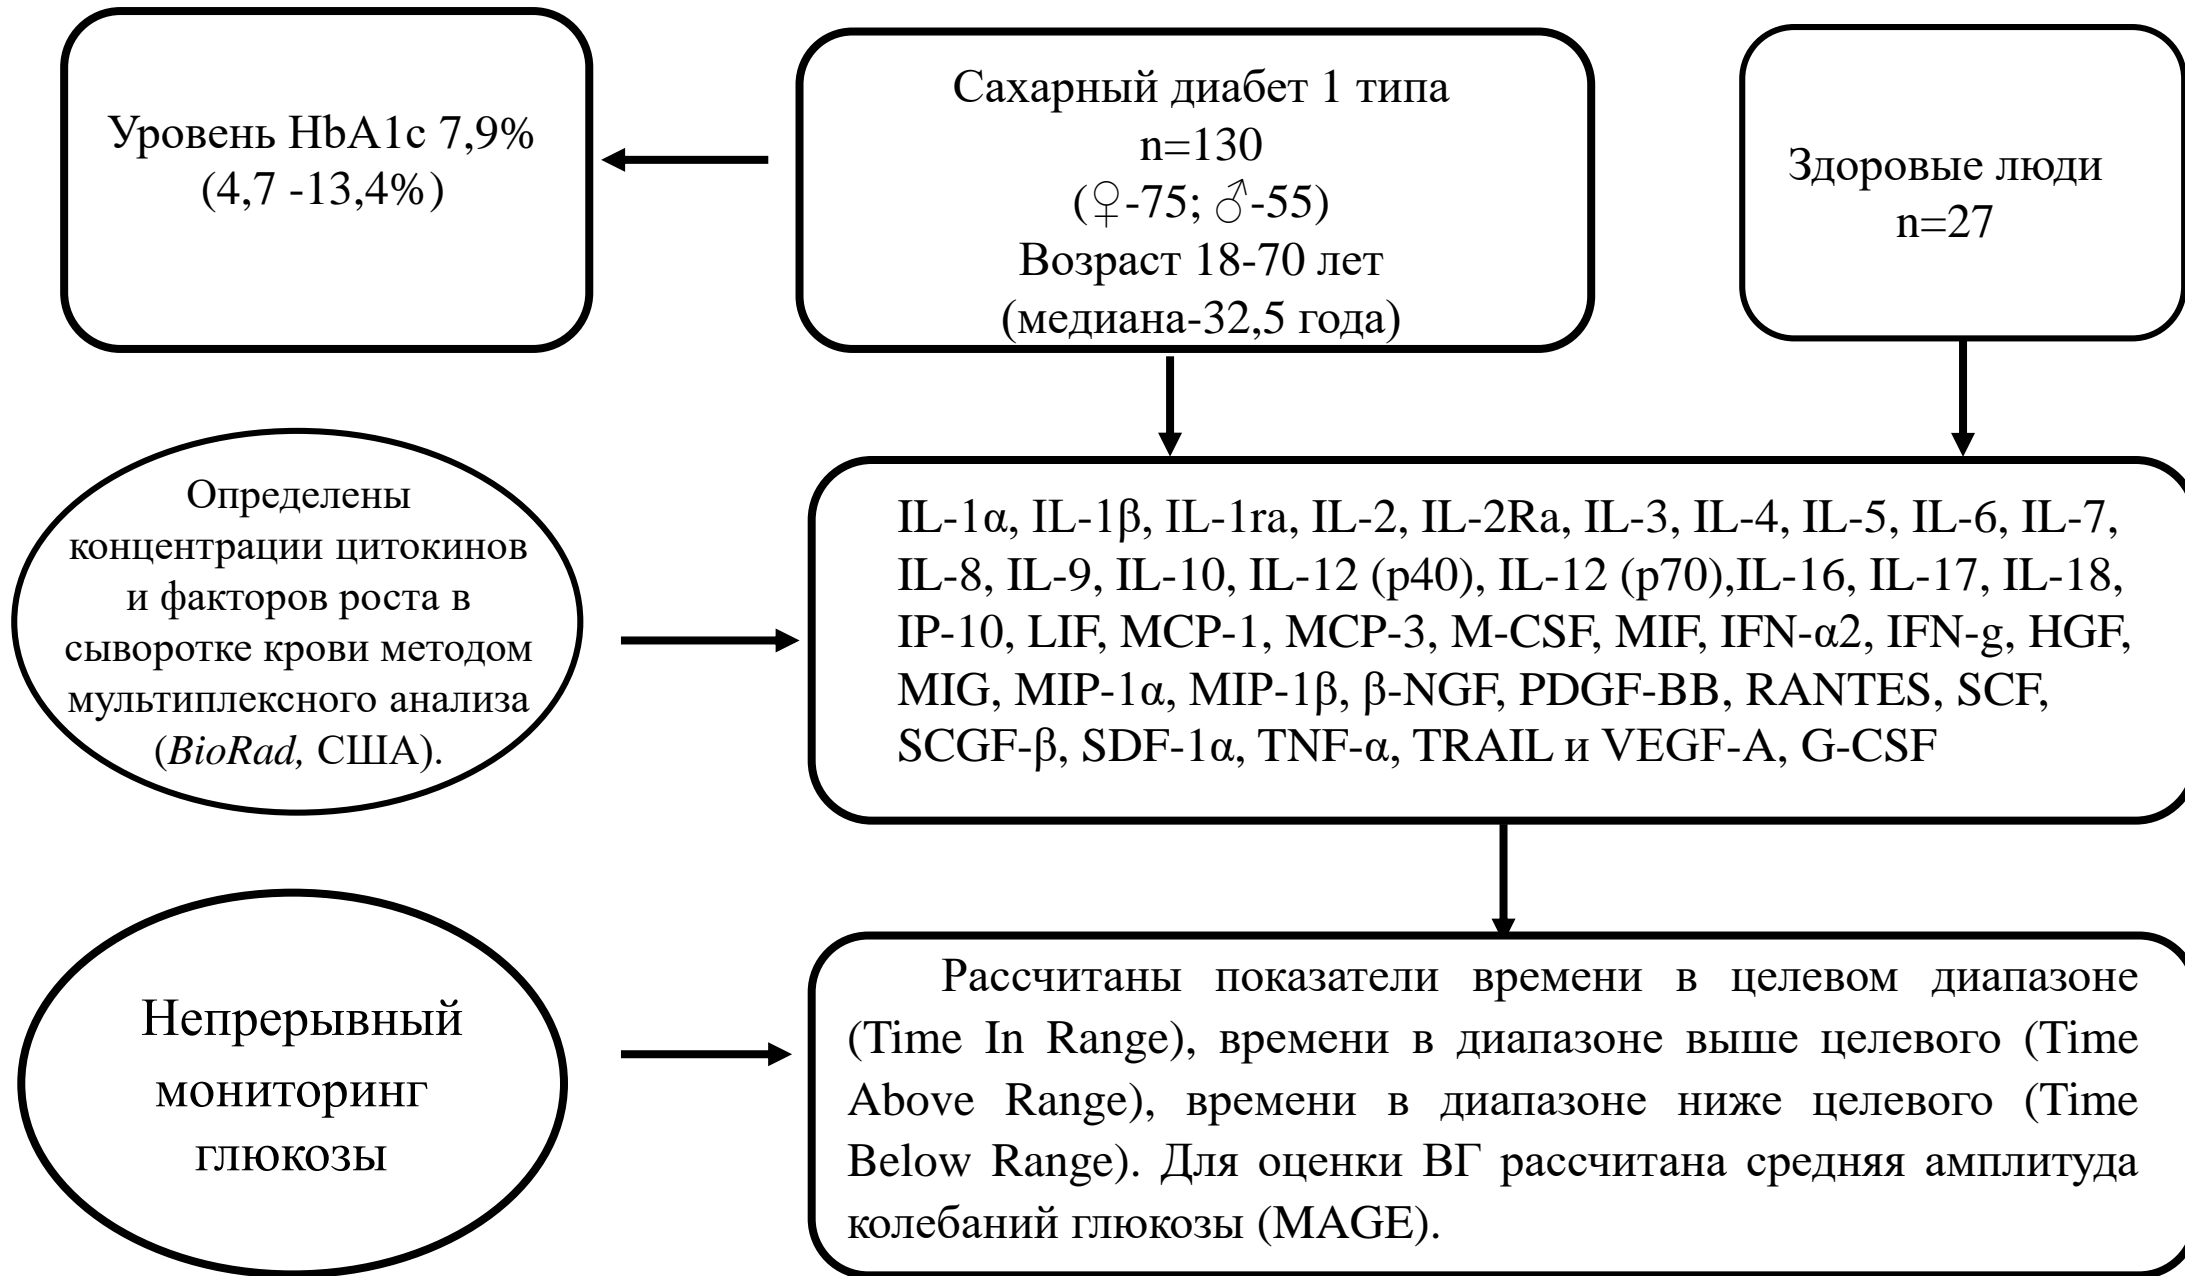 Уровень HbA1c 7,9%
(4,7 -13,4%)
Сахарный диабет 1 типа
n=130
(♀-75; ♂-55)
Возраст 18-70 лет
(медиана-32,5 года)
Здоровые люди
n=27
Определены
концентрации цитокинов
и факторов роста в
сыворотке крови методом
мультиплексного анализа
(BioRad, США).
IL-1α, IL-1β, IL-1ra, IL-2, IL-2Ra, IL-3, IL-4, IL-5, IL-6, IL-7,
IL-8, IL-9, IL-10, IL-12 (p40), IL-12 (p70),IL-16, IL-17, IL-18,
IP-10, LIF, MCP-1, MCP-3, M-CSF, MIF, IFN-α2, IFN-g, HGF,
MIG, MIP-1α, MIP-1β, β-NGF, PDGF-BB, RANTES, SCF,
SCGF-β, SDF-1α, TNF-α, TRAIL и VEGF-A, G-CSF
Непрерывный
мониторинг
глюкозы
Рассчитаны показатели времени в целевом диапазоне
(Time In Range), времени в диапазоне выше целевого (Time
Above Range), времени в диапазоне ниже целевого (Time
Below Range). Для оценки ВГ рассчитана средняя амплитуда
колебаний глюкозы (MAGE).